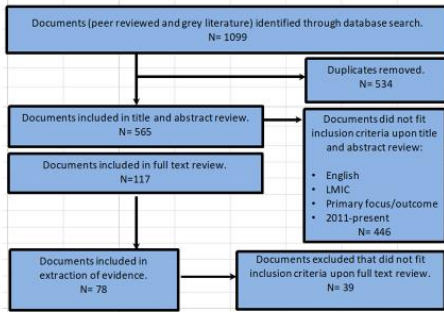 Documents (peer reviewed and grey literature) identified through database search.
N= 1099
Duplicates removed.
N= 534
Documents included in title and abstract review.
N = 565
Documents did not fit
inclusion criteria upon title
and abstract review:
• English
• LMIC
• Primary focus/outcome
• 2011-present
N = 446
Documents included in full text review.
N=117
Documents included in
extraction of evidence.
N= 78
Documents excluded that did not fit
inclusion criteria upon full text review.
N= 39